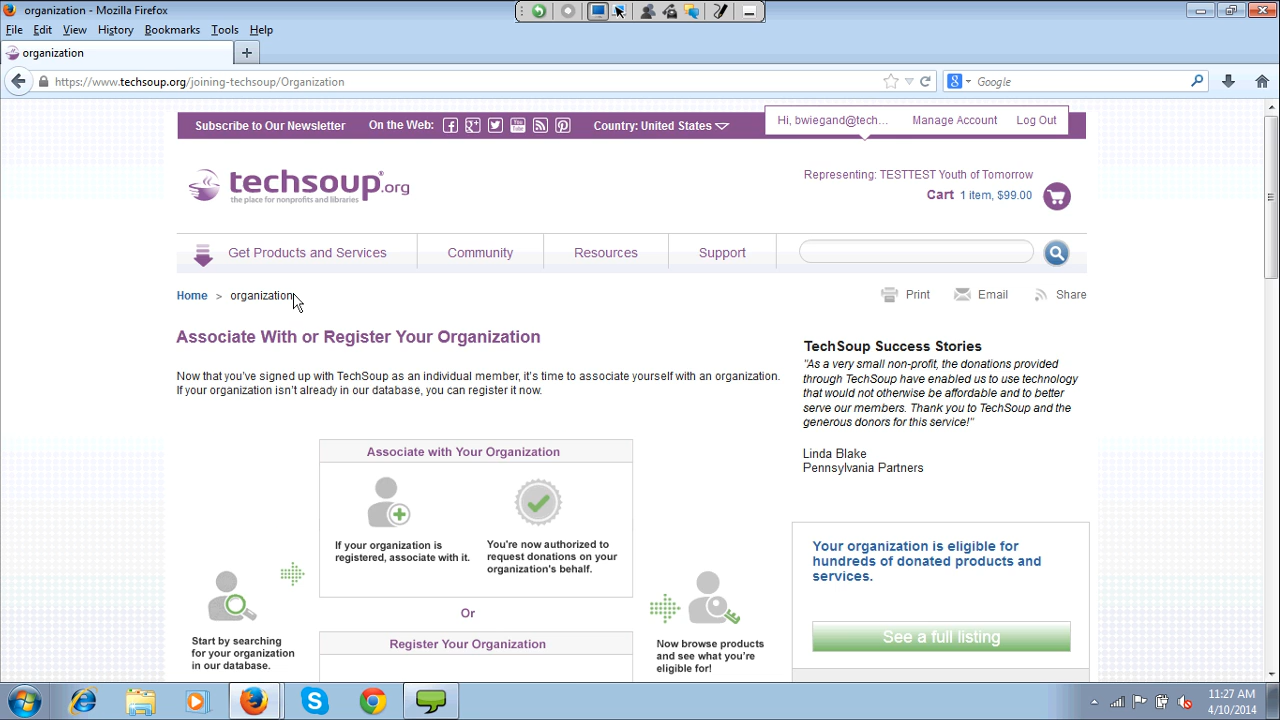 organization - Mozilla Firefox
File Edit View History Bookmarks Tools Help
organization
https://www.techsoup.org/joining-techsoup/Organization
Google
Subscribe to Our Newsletter On the Web: Country: United States
Hi, bwiegand@tech... Manage Account Log Out
techsoup.org
the place for nonprofits and libraries
Representing: TESTTEST Youth of Tomorrow
Cart 1 item, $99.00
Get Products and Services Community Resources Support
Home > organization
Print Email Share
Associate With or Register Your Organization
Now that you've signed up with TechSoup as an individual member, it's time to associate yourself with an organization.
If your organization isn't already in our database, you can register it now.
Associate with Your Organization
If your organization is
registered, associate with it.
You're now authorized to
request donations on your
organization's behalf.
Or
Start by searching
for your organization
in our database.
Register Your Organization
Now browse products
and see what you're
eligible for!
TechSoup Success Stories
"As a very small non-profit, the donations provided
through TechSoup have enabled us to use technology
that would not otherwise be affordable and to better
serve our members. Thank you to TechSoup and the
generous donors for this service!"
Linda Blake
Pennsylvania Partners
Your organization is eligible for
hundreds of donated products and
services.
See a full listing
11:27 AM
4/10/2014